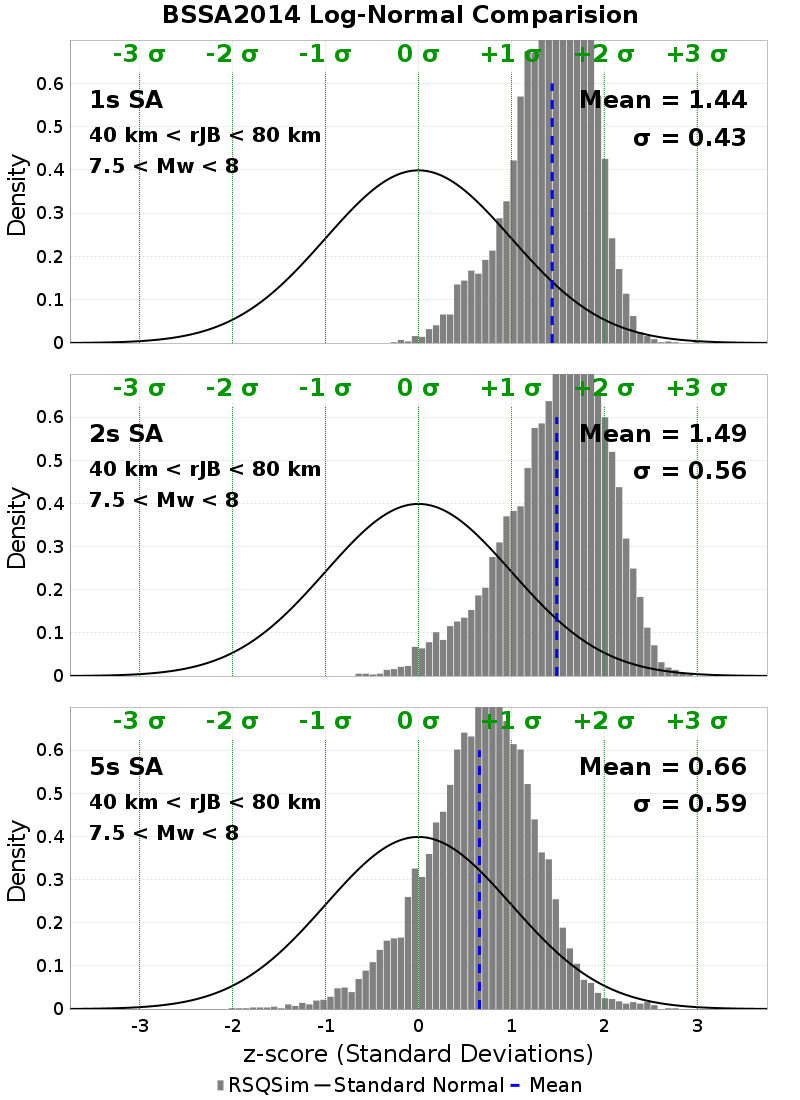 BSSA2014 Log-Normal Comparision
-3 σ -2 σ -1 σ 0 σ +1 σ +2 σ +3 σ
0.6
0.5
0.4
0.3
0.2
0.1
0
Density
1s SA
40 km < rJB < 80 km
7.5 < Mw < 8
Mean = 1.44
σ = 0.43
-3 σ -2 σ -1 σ 0 σ +1 σ +2 σ +3 σ
0.6
0.5
0.4
0.3
0.2
0.1
0
Density
2s SA
40 km < rJB < 80 km
7.5 < Mw < 8
Mean = 1.49
σ = 0.56
-3 σ -2 σ -1 σ 0 σ +1 σ +2 σ +3 σ
0.6
0.5
0.4
0.3
0.2
0.1
0
Density
5s SA
40 km < rJB < 80 km
7.5 < Mw < 8
Mean = 0.66
σ = 0.59
-3 -2 -1 0 1 2 3
z-score (Standard Deviations)
RSQSim Standard Normal Mean